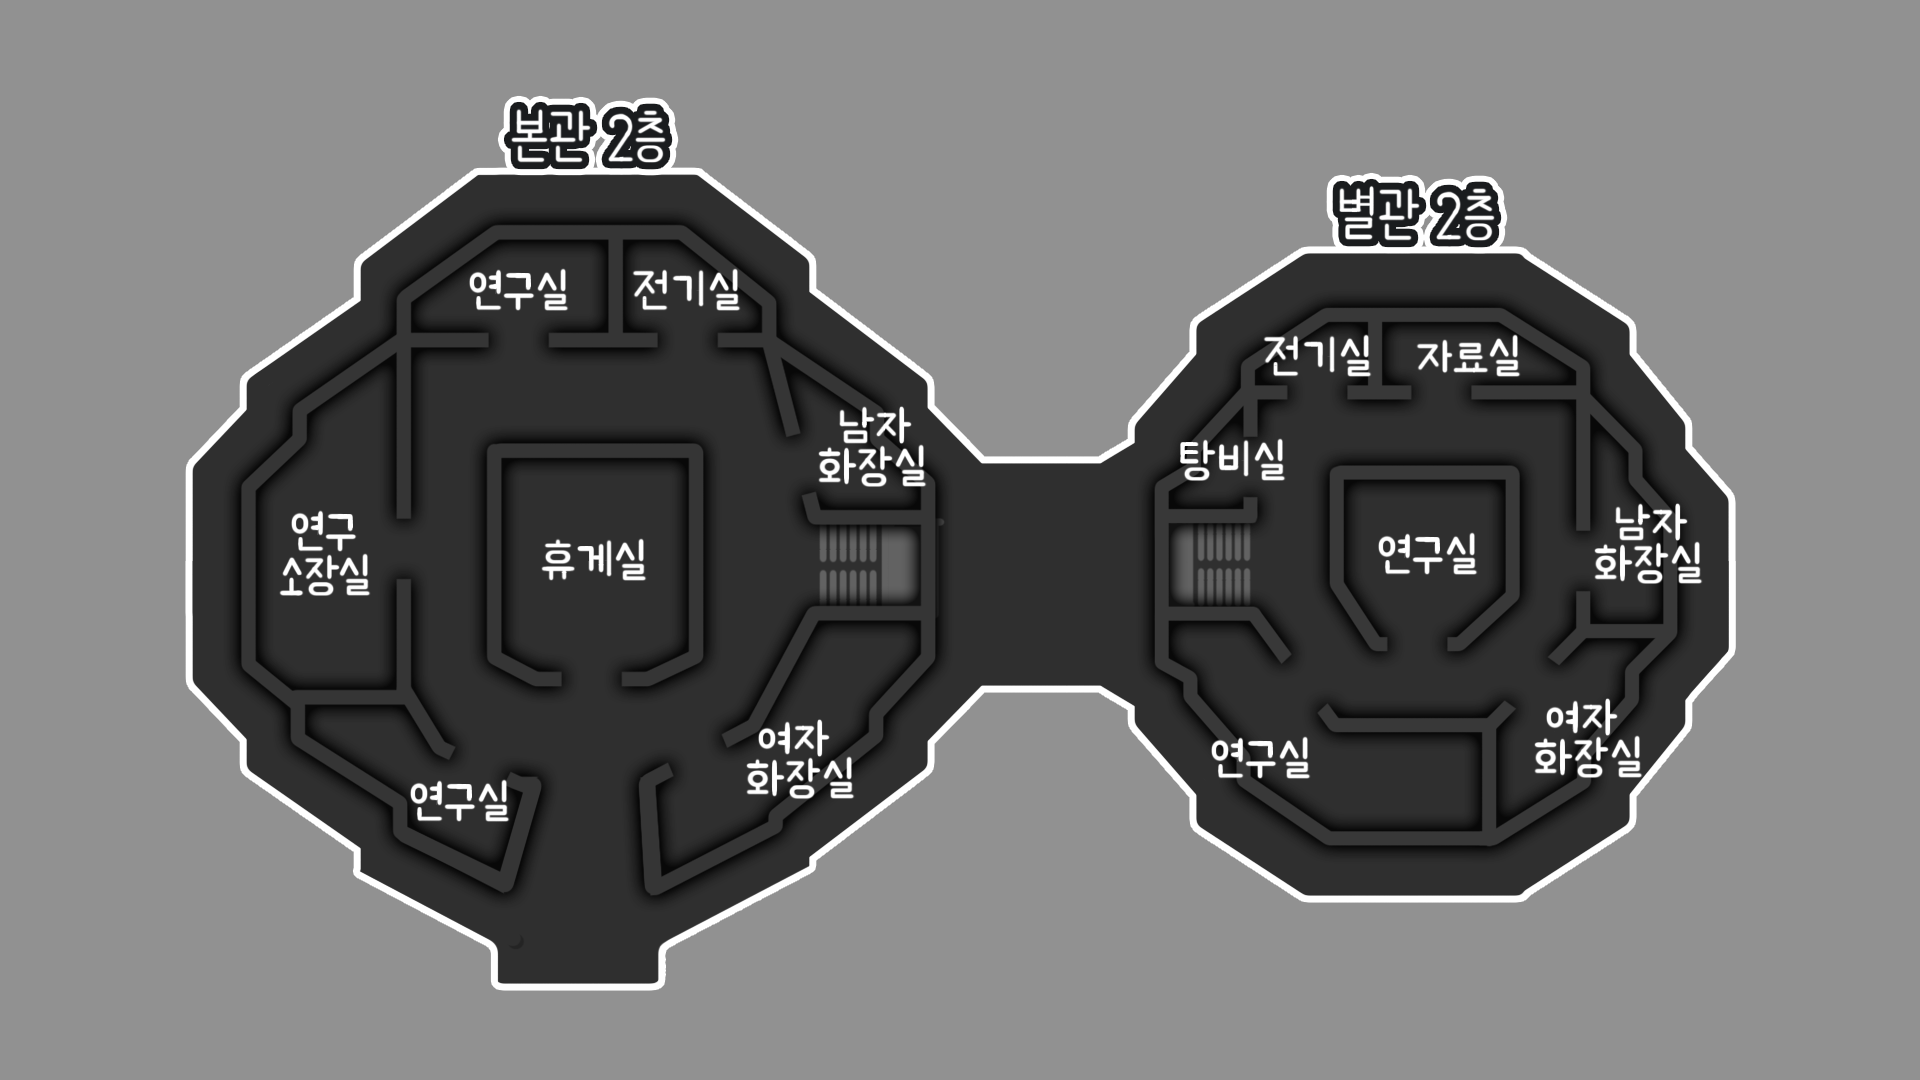 본관 2층
연구실
전기실
남자
화장실
연구
소장실
휴게실
여자
화장실
연구실
별관 2층
전기실
자료실
탕비실
연구실
남자
화장실
연구실
여자
화장실